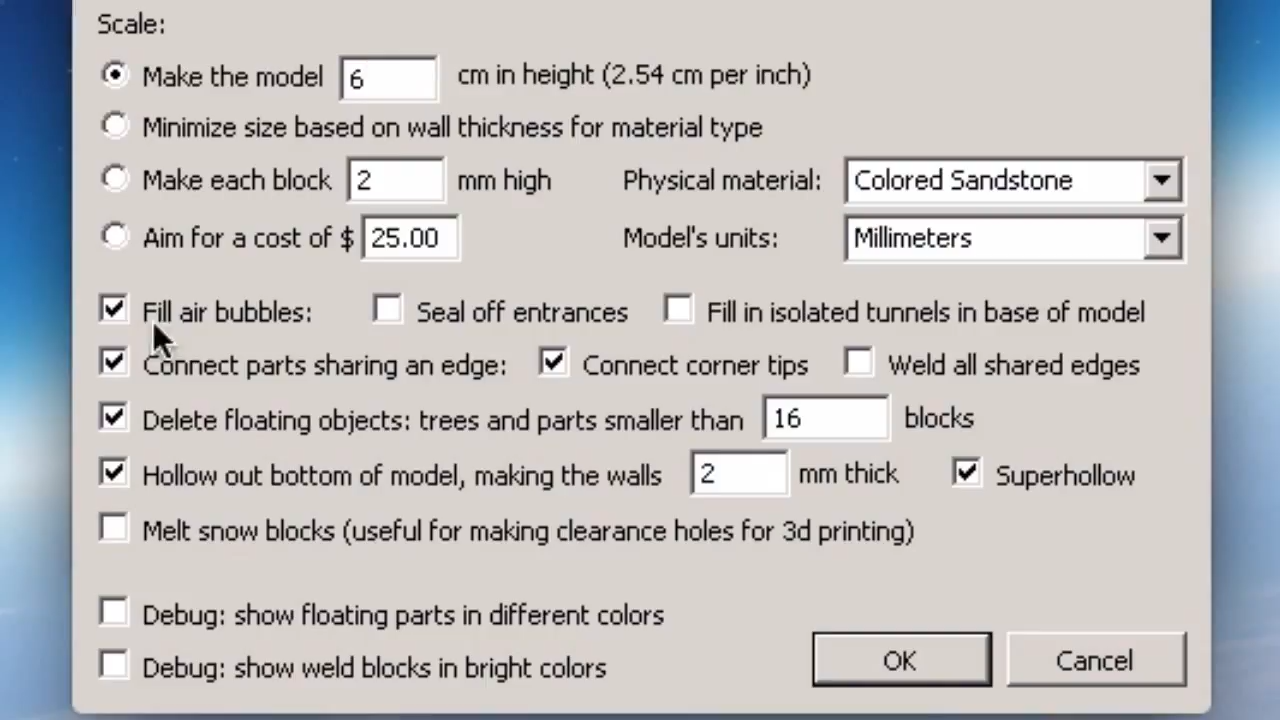 Scale:
Make the model 6 cm in height (2.54 cm per inch)
Minimize size based on wall thickness for material type
Make each block 2 mm high Physical material: Colored Sandstone
Aim for a cost of $ 25.00 Model's units: Millimeters
Fill air bubbles: Seal off entrances Fill in isolated tunnels in base of model
Connect parts sharing an edge: Connect corner tips Weld all shared edges
Delete floating objects: trees and parts smaller than 16 blocks
Hollow out bottom of model, making the walls 2 mm thick Superhollow
Melt snow blocks (useful for making clearance holes for 3d printing)
Debug: show floating parts in different colors
Debug: show weld blocks in bright colors
OK Cancel